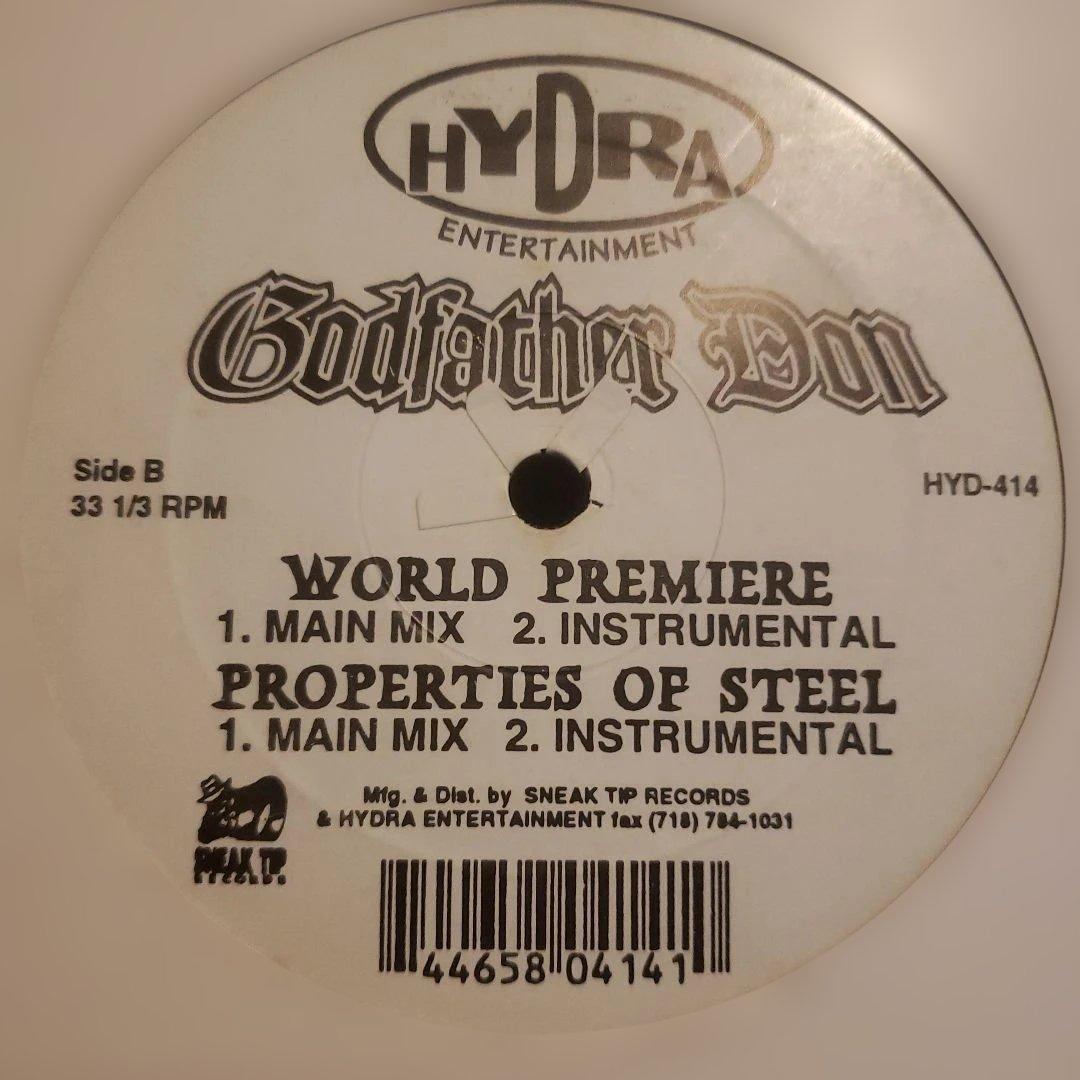 HYDRA
ENTERTAINMENT
Godfather Don
Side B
33 1/3 RPM
HYD-414
WORLD PREMIERE
1. MAIN MIX 2. INSTRUMENTAL
PROPERTIES OF STEEL
1. MAIN MIX 2. INSTRUMENTAL
Mfg. & Dist. by SNEAK TIP RECORDS
& HYDRA ENTERTAINMENT fax (718) 784-1031
SNEAK TIP
RECORDS
44658 04141